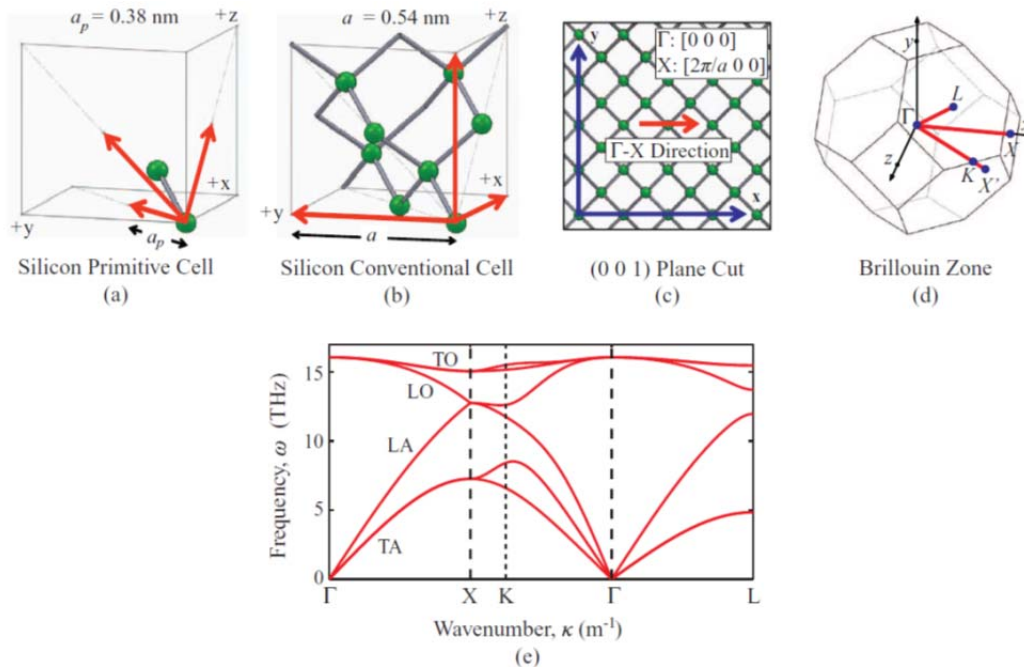 a_p = 0.38 nm
+z
+x
+y
a_p
Silicon Primitive Cell
(a)
a = 0.54 nm
+z
+x
+y
a
Silicon Conventional Cell
(b)
y
Γ: [0 0 0]
X: [2π/a 0 0]
Γ-X Direction
x
(0 0 1) Plane Cut
(c)
y
L
Γ
X
z
K
X'
Brillouin Zone
(d)
Frequency, ω (THz)
15
10
5
0
TO
LO
LA
TA
Γ
X
K
Γ
L
Wavenumber, κ (m⁻¹)
(e)